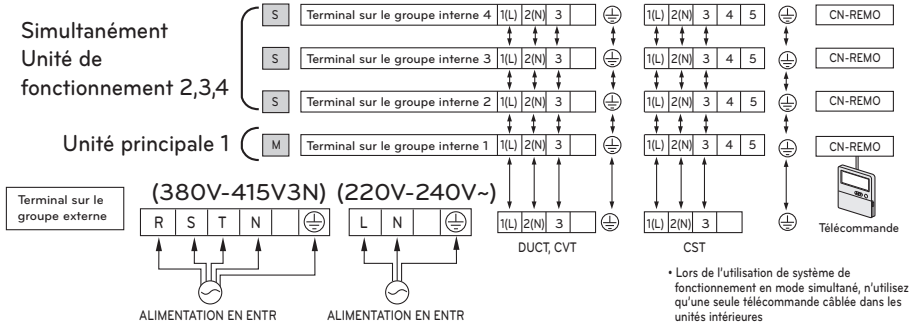 Simultanément
Unité de
fonctionnement 2,3,4
S Terminal sur le groupe interne 4 1(L) 2(N) 3 1(L) 2(N) 3 4 5 CN-REMO
S Terminal sur le groupe interne 3 1(L) 2(N) 3 1(L) 2(N) 3 4 5 CN-REMO
S Terminal sur le groupe interne 2 1(L) 2(N) 3 1(L) 2(N) 3 4 5 CN-REMO
Unité principale 1 M Terminal sur le groupe interne 1 1(L) 2(N) 3 1(L) 2(N) 3 4 5 CN-REMO
Terminal sur le
groupe externe
(380V-415V3N) (220V-240V~)
R S T N L N 1(L) 2(N) 3 1(L) 2(N) 3
Télécommande
DUCT, CVT CST
ALIMENTATION EN ENTR ALIMENTATION EN ENTR
• Lors de l'utilisation de système de
fonctionnement en mode simultané, n'utilisez
qu'une seule télécommande câblée dans les
unités intérieures